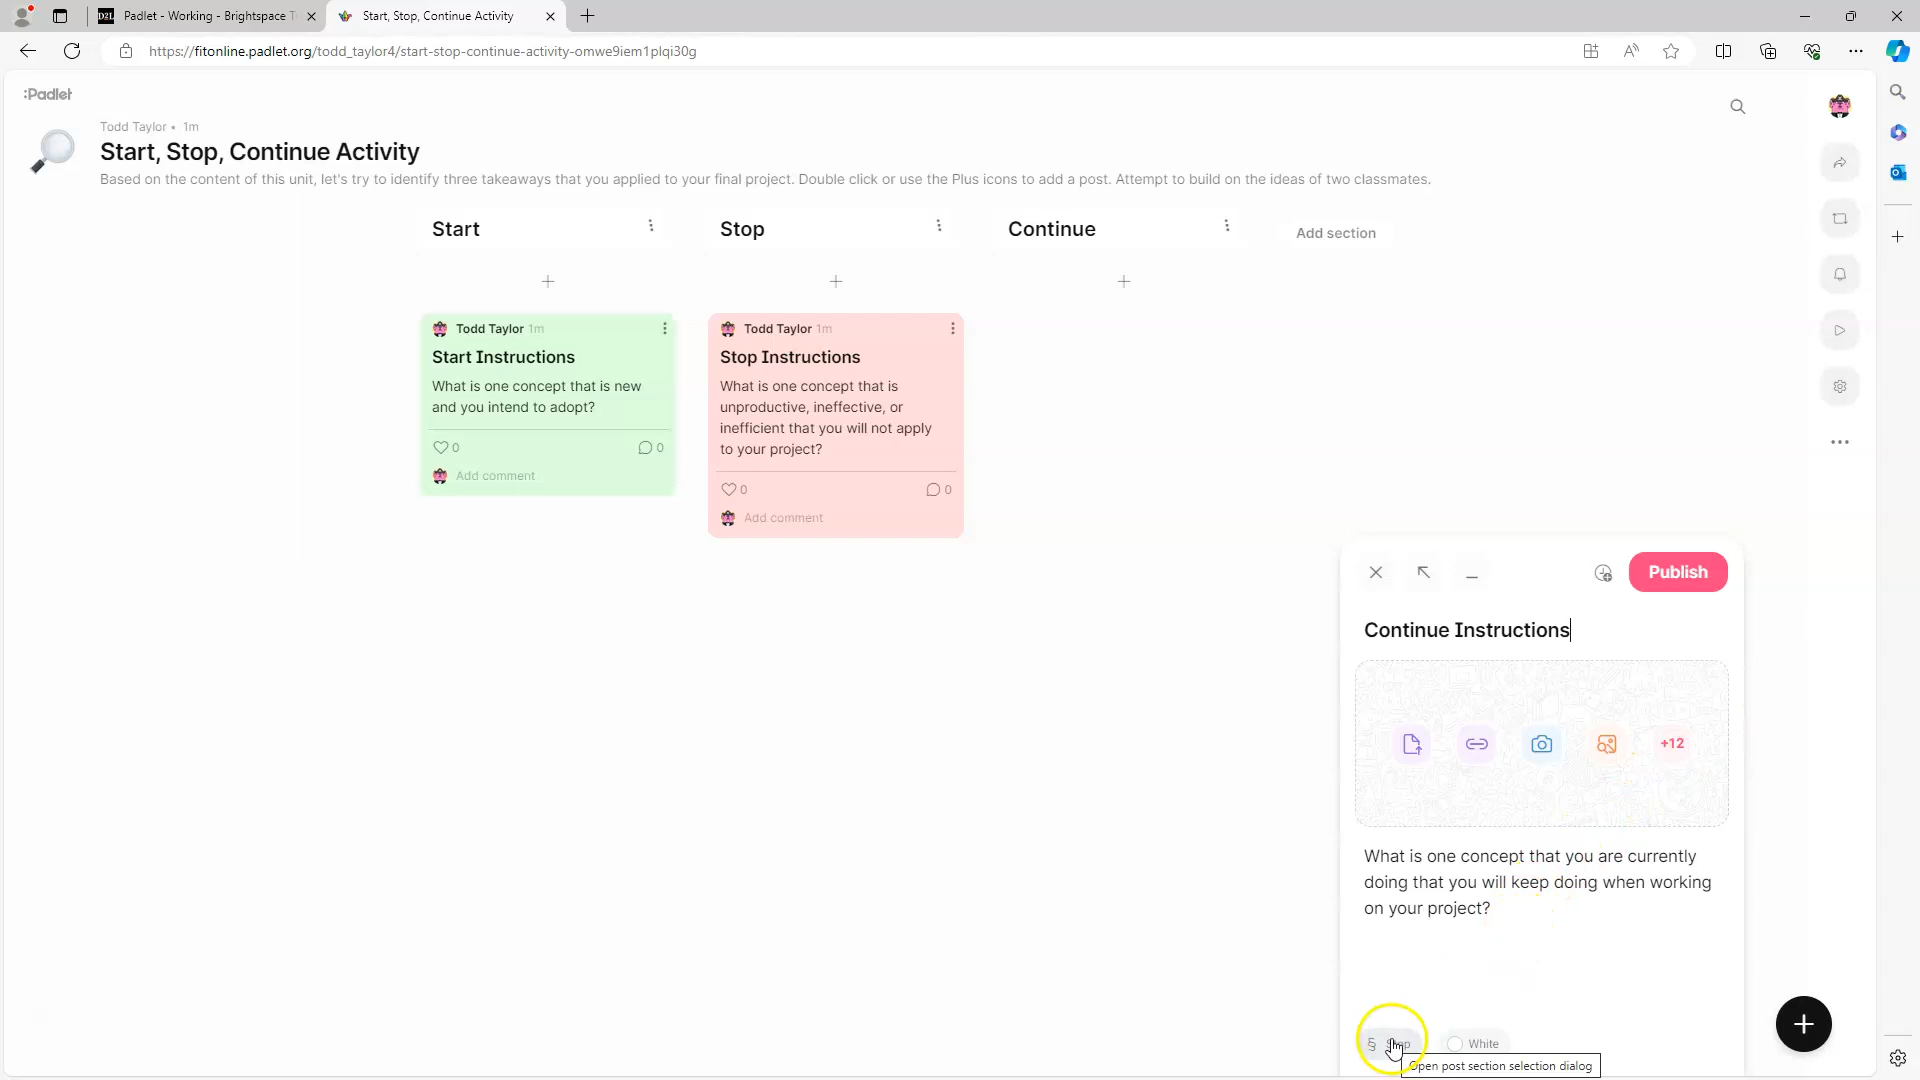 D2L Padlet - Working - Brightspace T
Start, Stop, Continue Activity
https://fitonline.padlet.org/todd_taylor4/start-stop-continue-activity-omwe9iem1plqi30g
:Padlet
Todd Taylor • 1m
Start, Stop, Continue Activity
Based on the content of this unit, let's try to identify three takeaways that you applied to your final project. Double click or use the Plus icons to add a post. Attempt to build on the ideas of two classmates.
Start
Stop
Continue
Add section
Todd Taylor 1m
Start Instructions
What is one concept that is new
and you intend to adopt?
0
0
Add comment
Todd Taylor 1m
Stop Instructions
What is one concept that is
unproductive, ineffective, or
inefficient that you will not apply
to your project?
0
0
Add comment
Publish
Continue Instructions
+12
What is one concept that you are currently
doing that you will keep doing when working
on your project?
White
Open post section selection dialog